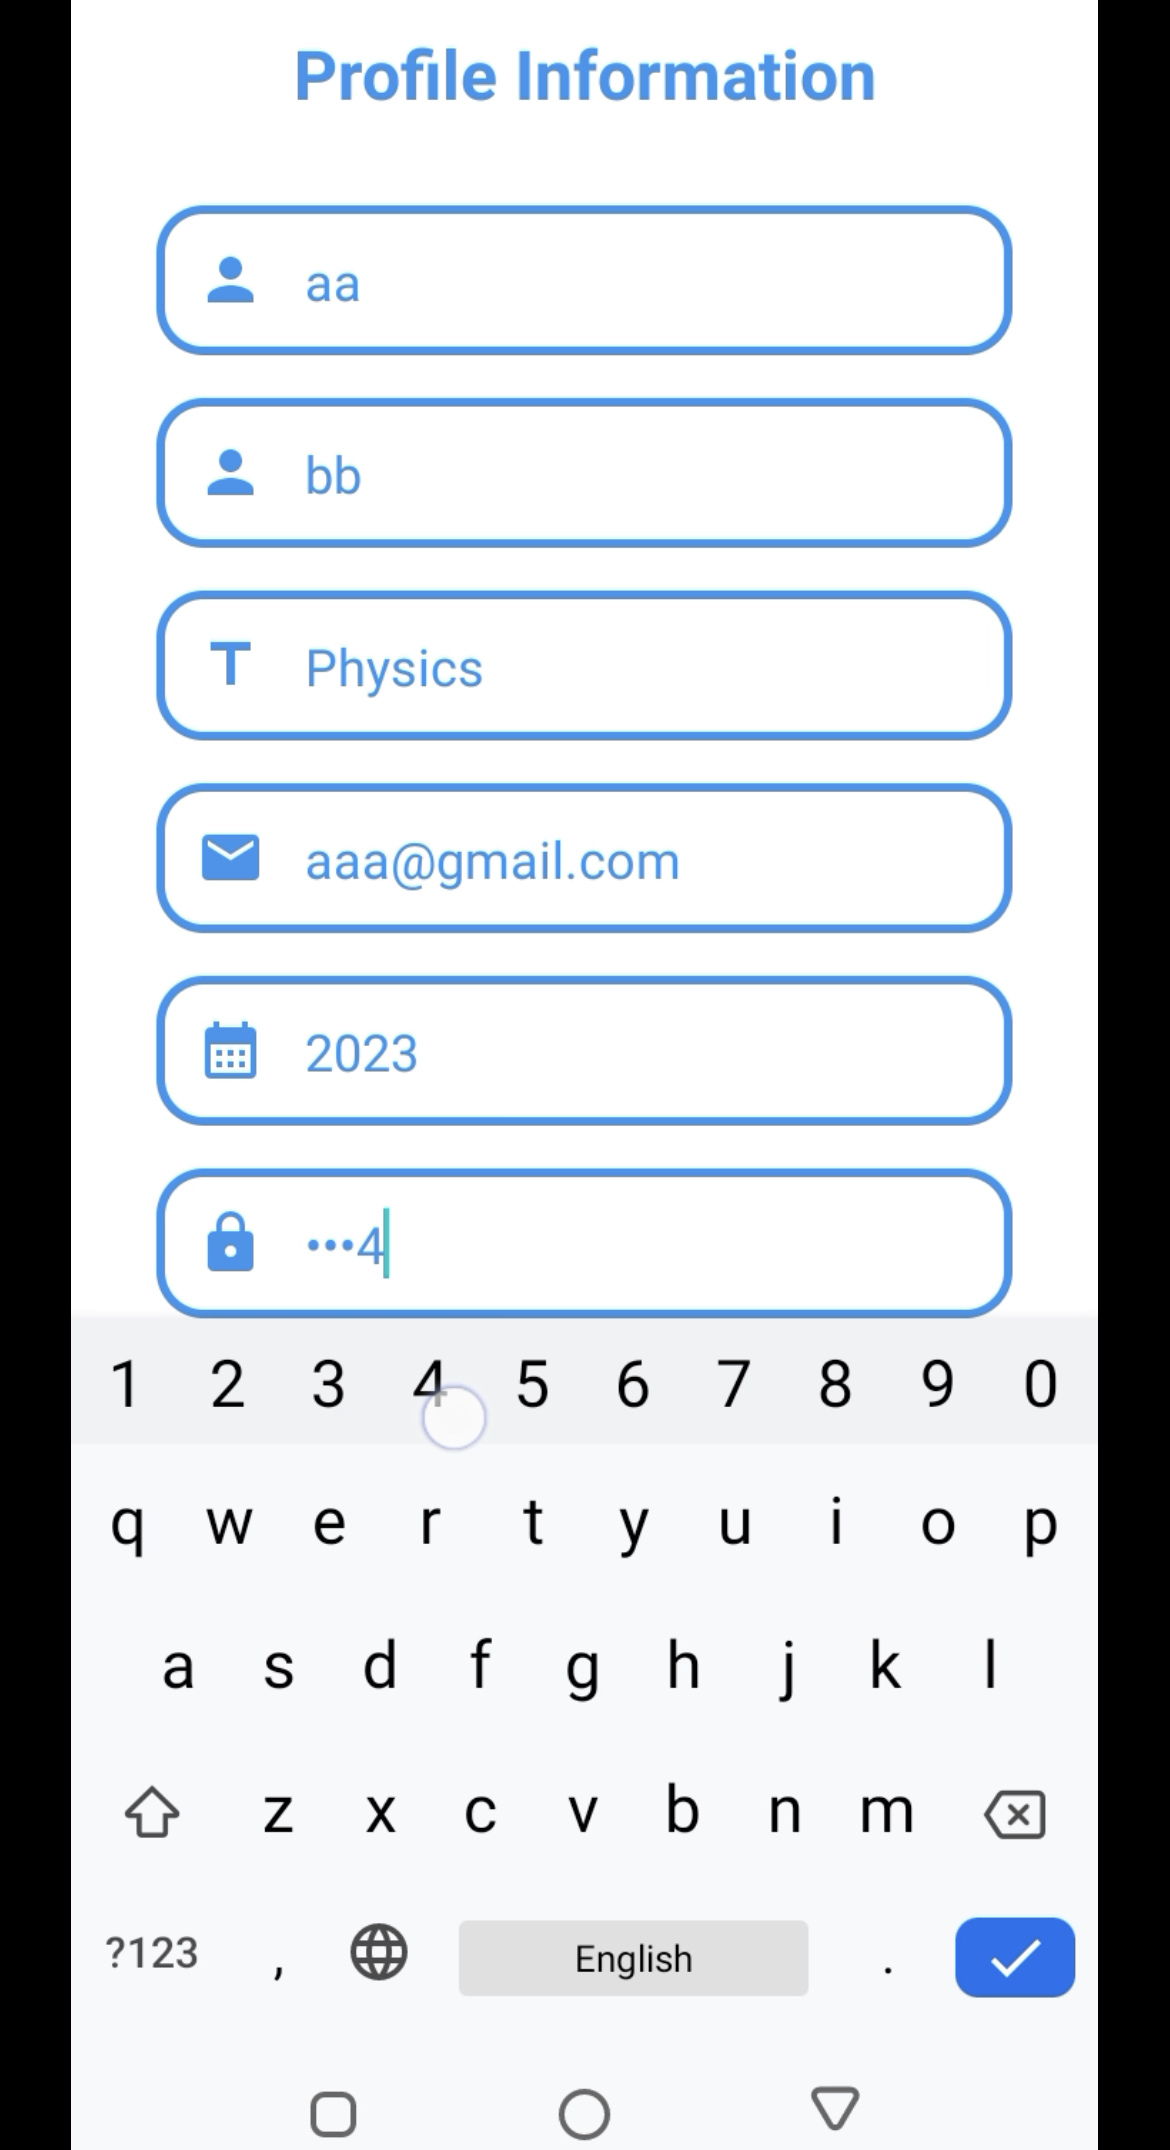 Profile Information
aa
bb
Physics
aaa@gmail.com
2023
•••4
1 2 3 4 5 6 7 8 9 0
q w e r t y u i o p
a s d f g h j k l
z x c v b n m
?123 , English .